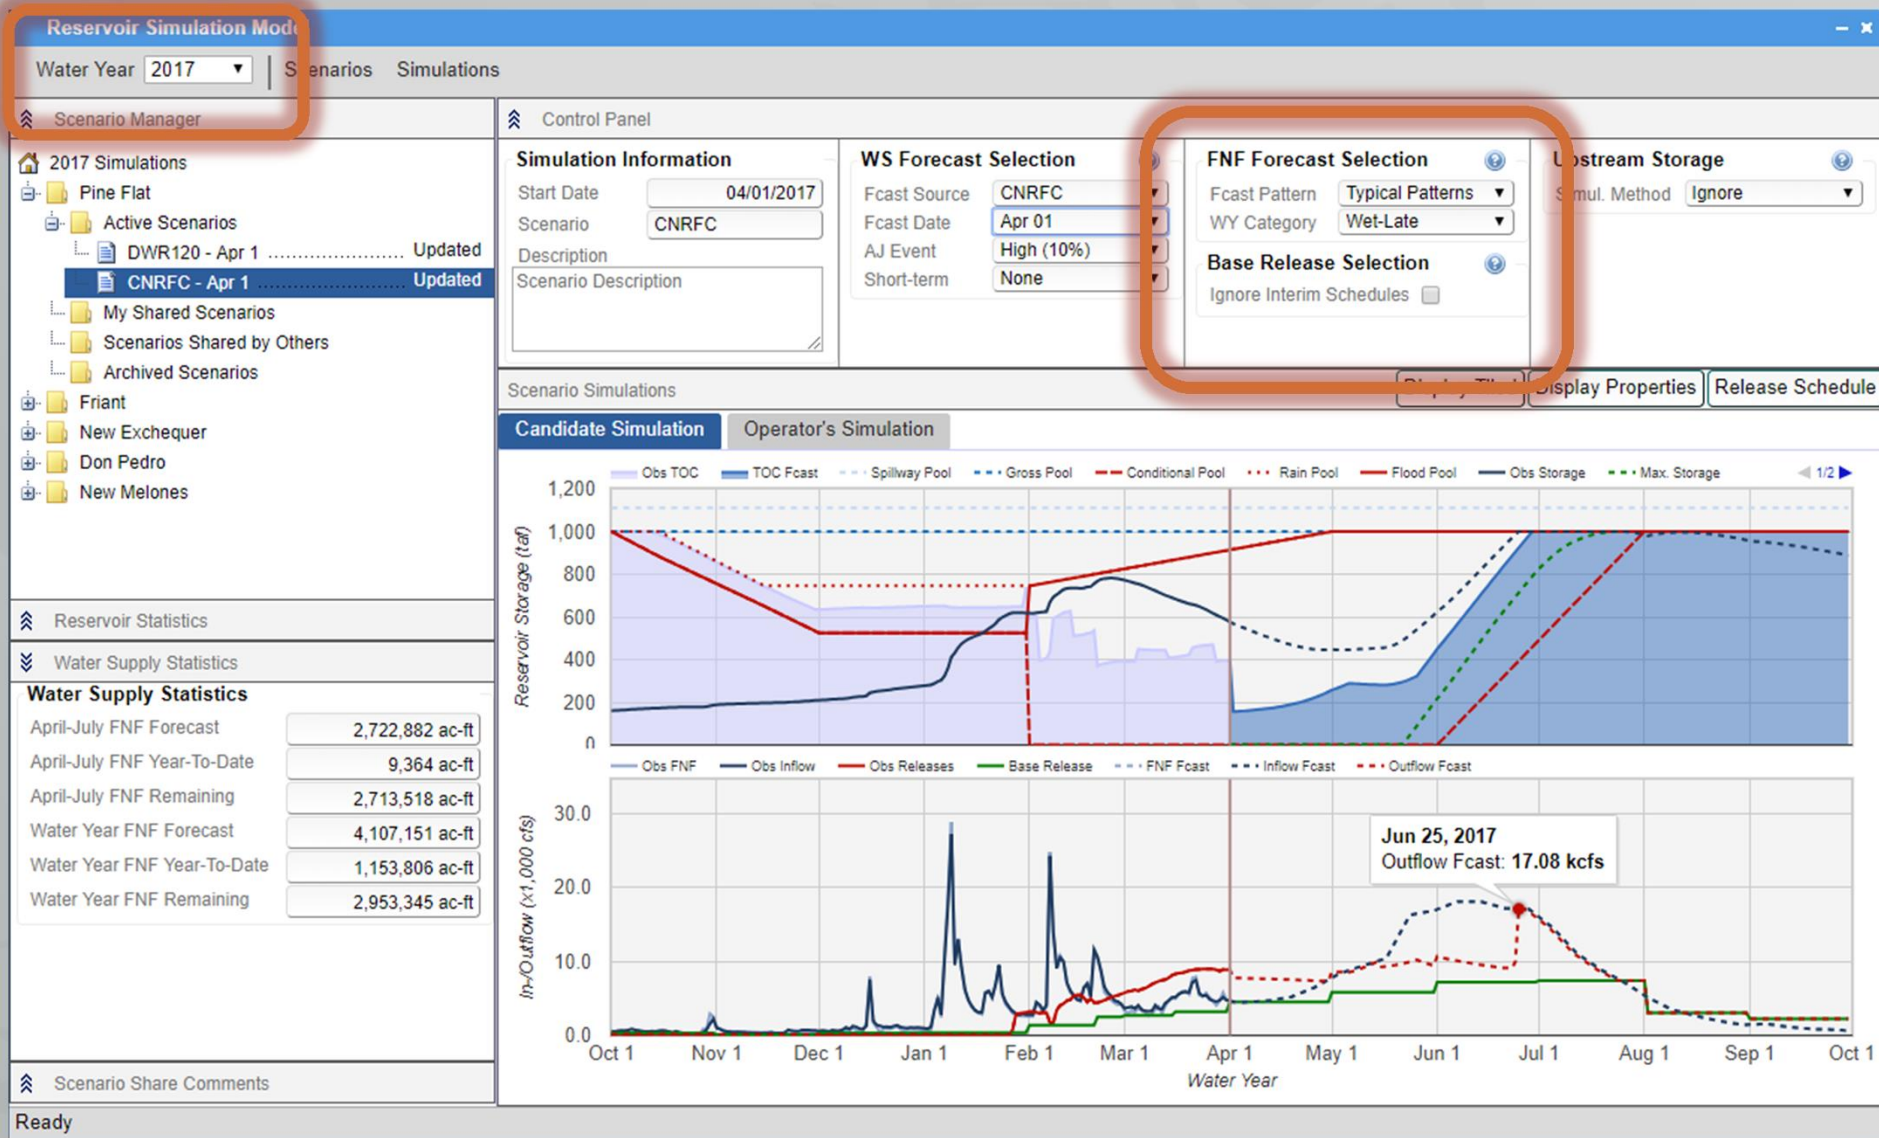 Reservoir Simulation Mod
Water Year 2017 Scenarios Simulations
Scenario Manager
2017 Simulations
Pine Flat
Active Scenarios
DWR120 - Apr 1 Updated
CNRFC - Apr 1 Updated
My Shared Scenarios
Scenarios Shared by Others
Archived Scenarios
Friant
New Exchequer
Don Pedro
New Melones
Reservoir Statistics
Water Supply Statistics
Water Supply Statistics
April-July FNF Forecast 2,722,882 ac-ft
April-July FNF Year-To-Date 9,364 ac-ft
April-July FNF Remaining 2,713,518 ac-ft
Water Year FNF Forecast 4,107,151 ac-ft
Water Year FNF Year-To-Date 1,153,806 ac-ft
Water Year FNF Remaining 2,953,345 ac-ft
Scenario Share Comments
Ready
Control Panel
Simulation Information
Start Date 04/01/2017
Scenario CNRFC
Description
Scenario Description
WS Forecast Selection
Fcast Source CNRFC
Fcast Date Apr 01
AJ Event High (10%)
Short-term None
FNF Forecast Selection
Fcast Pattern Typical Patterns
WY Category Wet-Late
Base Release Selection
Ignore Interim Schedules
Upstream Storage
Simul. Method Ignore
Scenario Simulations
Display Properties Release Schedule
Candidate Simulation Operator's Simulation
Obs TOC TOC Fcast Spillway Pool Gross Pool Conditional Pool Rain Pool Flood Pool Obs Storage Max. Storage 1/2
Reservoir Storage (taf)
1,200
1,000
800
600
400
200
0
Obs FNF Obs Inflow Obs Releases Base Release FNF Fcast Inflow Fcast Outflow Fcast
In-/Outflow (x1,000 cfs)
30.0
20.0
10.0
0.0
Jun 25, 2017
Outflow Fcast: 17.08 kcfs
Oct 1 Nov 1 Dec 1 Jan 1 Feb 1 Mar 1 Apr 1 May 1 Jun 1 Jul 1 Aug 1 Sep 1 Oct 1
Water Year